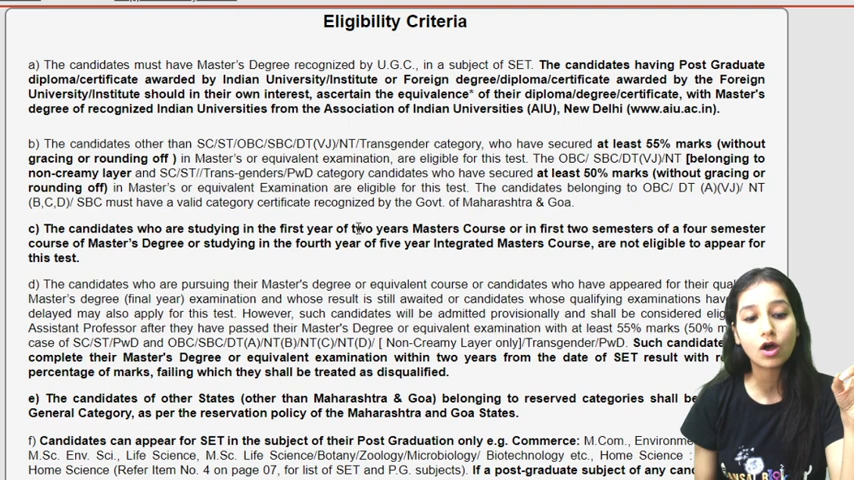 Eligibility Criteria
a) The candidates must have Master's Degree recognized by U.G.C., in a subject of SET. The candidates having Post Graduate
diploma/certificate awarded by Indian University/Institute or Foreign degree/diploma/certificate awarded by the Foreign
University/Institute should in their own interest, ascertain the equivalence* of their diploma/degree/certificate, with Master's
degree of recognized Indian Universities from the Association of Indian Universities (AIU), New Delhi (www.aiu.ac.in).
b) The candidates other than SC/ST/OBC/SBC/DT(VJ)/NT/Transgender category, who have secured at least 55% marks (without
gracing or rounding off ) in Master's or equivalent examination, are eligible for this test. The OBC/ SBC/DT(VJ)/NT [belonging to
non-creamy layer and SC/ST//Trans-genders/PwD category candidates who have secured at least 50% marks (without gracing or
rounding off) in Master's or equivalent Examination are eligible for this test. The candidates belonging to OBC/ DT (A)(VJ)/ NT
(B,C,D)/ SBC must have a valid category certificate recognized by the Govt. of Maharashtra & Goa.
c) The candidates who are studying in the first year of two years Masters Course or in first two semesters of a four semester
course of Master's Degree or studying in the fourth year of five year Integrated Masters Course, are not eligible to appear for
this test.
d) The candidates who are pursuing their Master's degree or equivalent course or candidates who have appeared for their qual
Master's degree (final year) examination and whose result is still awaited or candidates whose qualifying examinations have
delayed may also apply for this test. However, such candidates will be admitted provisionally and shall be considered elig
Assistant Professor after they have passed their Master's Degree or equivalent examination with at least 55% marks (50% m
case of SC/ST/PwD and OBC/SBC/DT(A)/NT(B)/NT(C)/NT(D)/ [ Non-Creamy Layer only]/Transgender/PwD. Such candidat
complete their Master's Degree or equivalent examination within two years from the date of SET result with r
percentage of marks, failing which they shall be treated as disqualified.
e) The candidates of other States (other than Maharashtra & Goa) belonging to reserved categories shall be
General Category, as per the reservation policy of the Maharashtra and Goa States.
f) Candidates can appear for SET in the subject of their Post Graduation only e.g. Commerce: M.Com., Environme
M.Sc. Env. Sci., Life Science, M.Sc. Life Science/Botany/Zoology/Microbiology/ Biotechnology etc., Home Science :
Home Science (Refer Item No. 4 on page 07, for list of SET and P.G. subjects). If a post-graduate subject of any cand